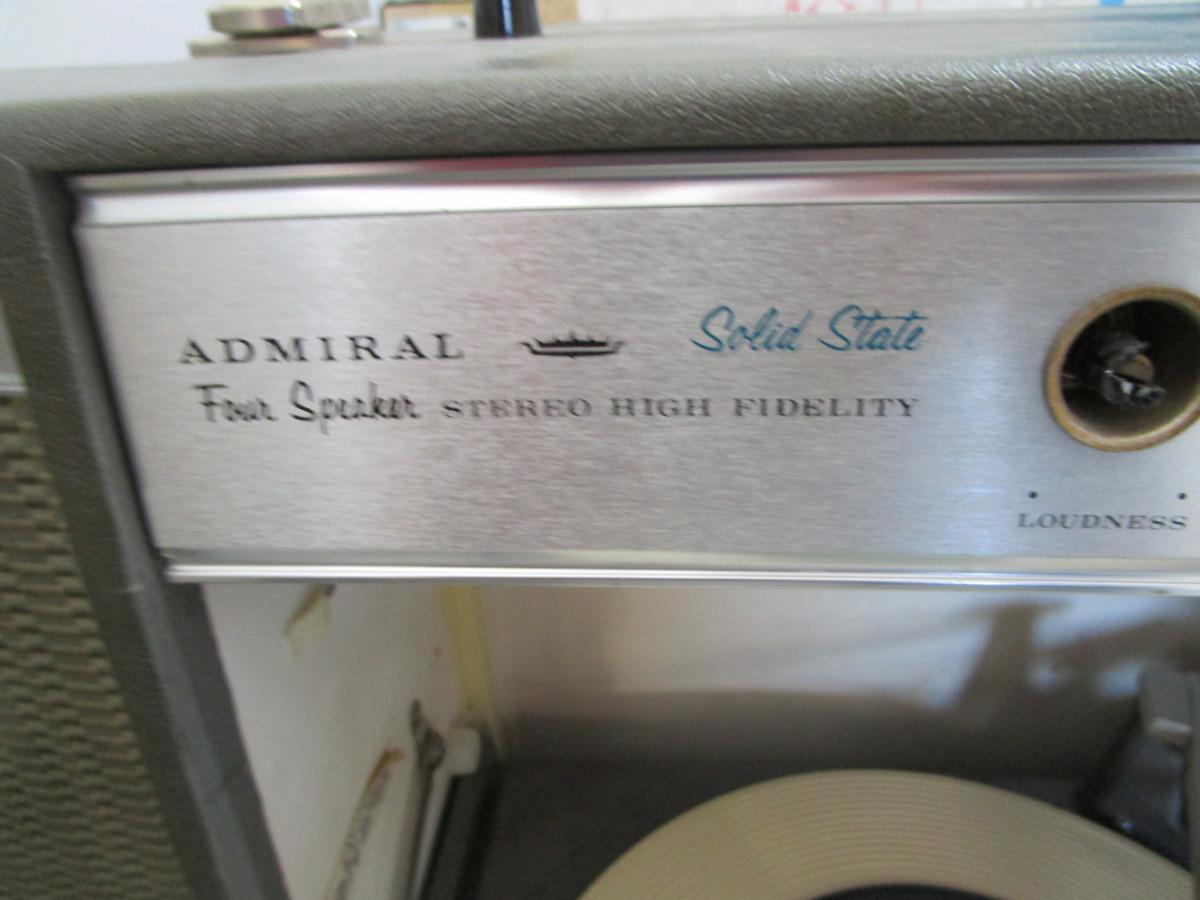 ADMIRAL Solid State
Four Speaker STEREO HIGH FIDELITY
LOUDNESS